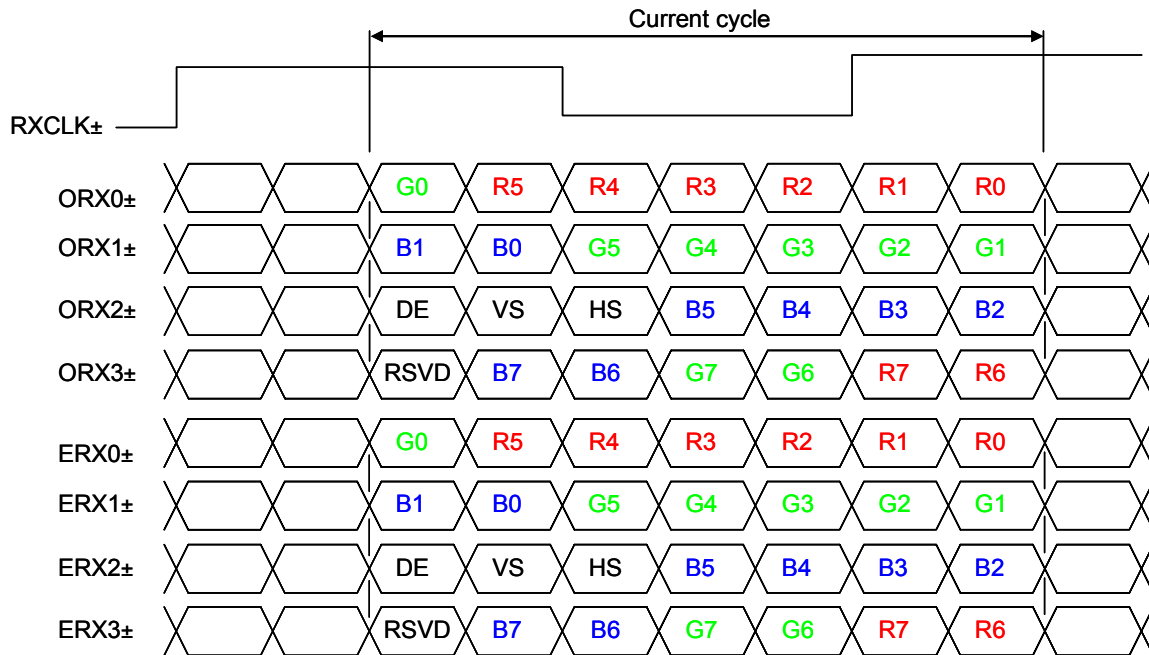 Current cycle
RXCLK±
ORX0± G0 R5 R4 R3 R2 R1 R0
ORX1± B1 B0 G5 G4 G3 G2 G1
ORX2± DE VS HS B5 B4 B3 B2
ORX3± RSVD B7 B6 G7 G6 R7 R6
ERX0± G0 R5 R4 R3 R2 R1 R0
ERX1± B1 B0 G5 G4 G3 G2 G1
ERX2± DE VS HS B5 B4 B3 B2
ERX3± RSVD B7 B6 G7 G6 R7 R6